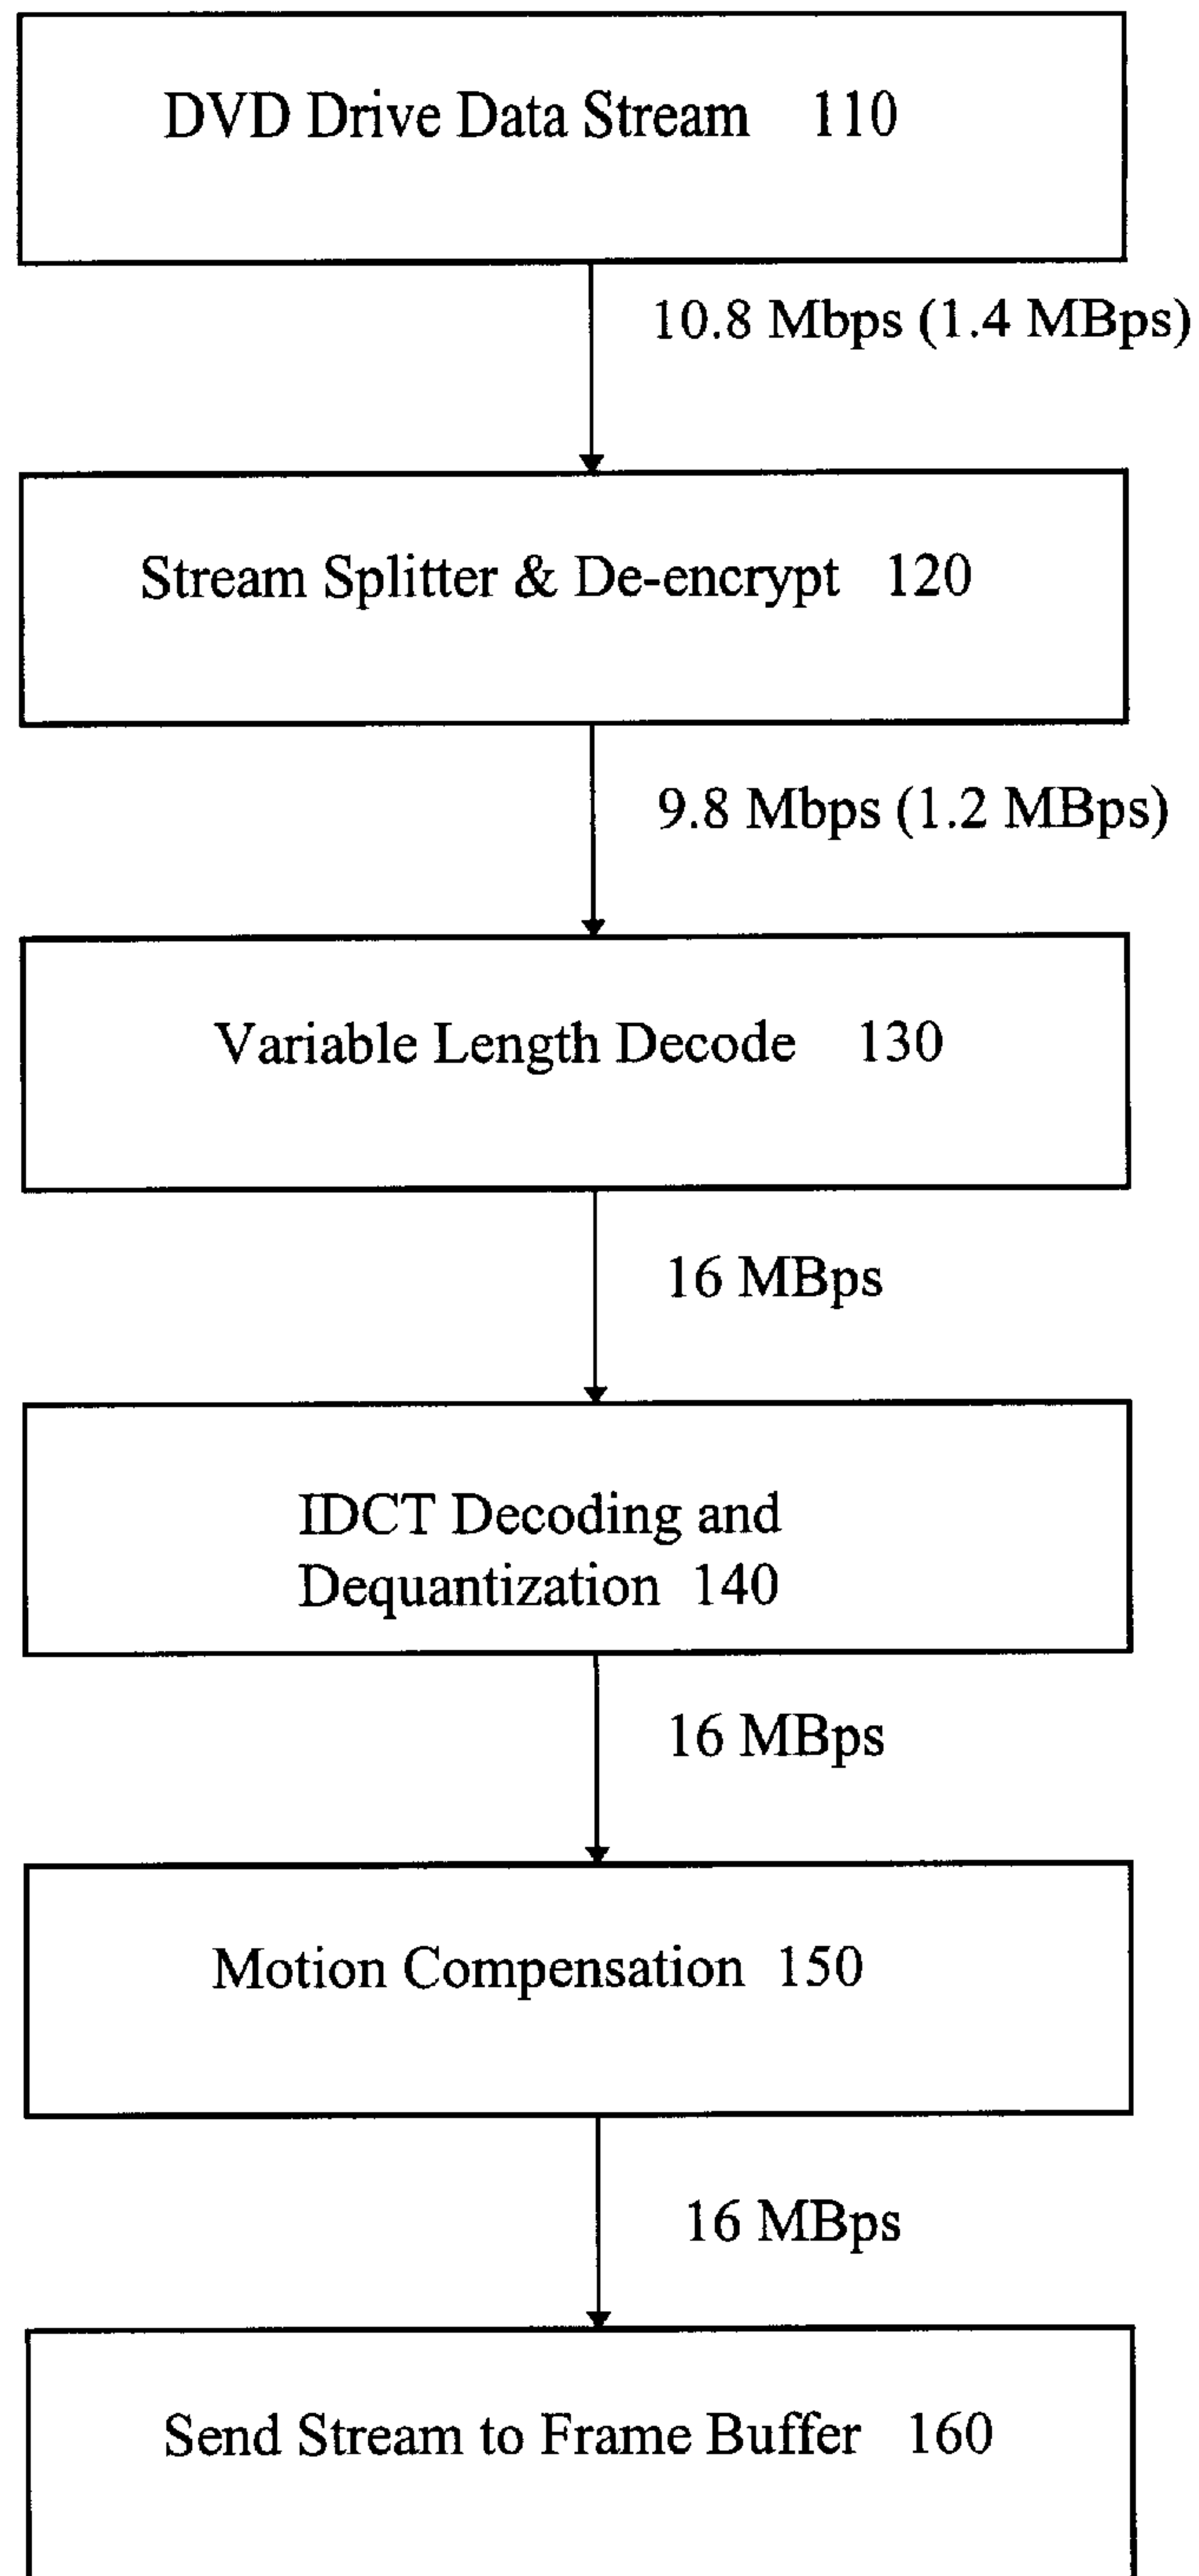 DVD Drive Data Stream 110
10.8 Mbps (1.4 MBps)
Stream Splitter & De-encrypt 120
9.8 Mbps (1.2 MBps)
Variable Length Decode 130
16 MBps
IDCT Decoding and
Dequantization 140
16 MBps
Motion Compensation 150
16 MBps
Send Stream to Frame Buffer 160